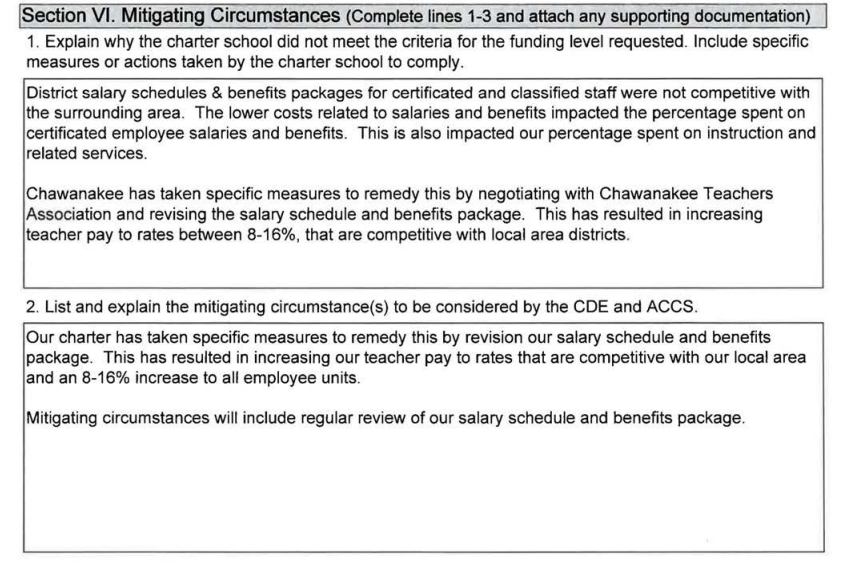 Section VI. Mitigating Circumstances (Complete lines 1-3 and attach any supporting documentation)
1. Explain why the charter school did not meet the criteria for the funding level requested. Include specific
measures or actions taken by the charter school to comply.
District salary schedules & benefits packages for certificated and classified staff were not competitive with
the surrounding area. The lower costs related to salaries and benefits impacted the percentage spent on
certificated employee salaries and benefits. This is also impacted our percentage spent on instruction and
related services.
Chawanakee has taken specific measures to remedy this by negotiating with Chawanakee Teachers
Association and revising the salary schedule and benefits package. This has resulted in increasing
teacher pay to rates between 8-16%, that are competitive with local area districts.
2. List and explain the mitigating circumstance(s) to be considered by the CDE and ACCS.
Our charter has taken specific measures to remedy this by revision our salary schedule and benefits
package. This has resulted in increasing our teacher pay to rates that are competitive with our local area
and an 8-16% increase to all employee units.
Mitigating circumstances will include regular review of our salary schedule and benefits package.